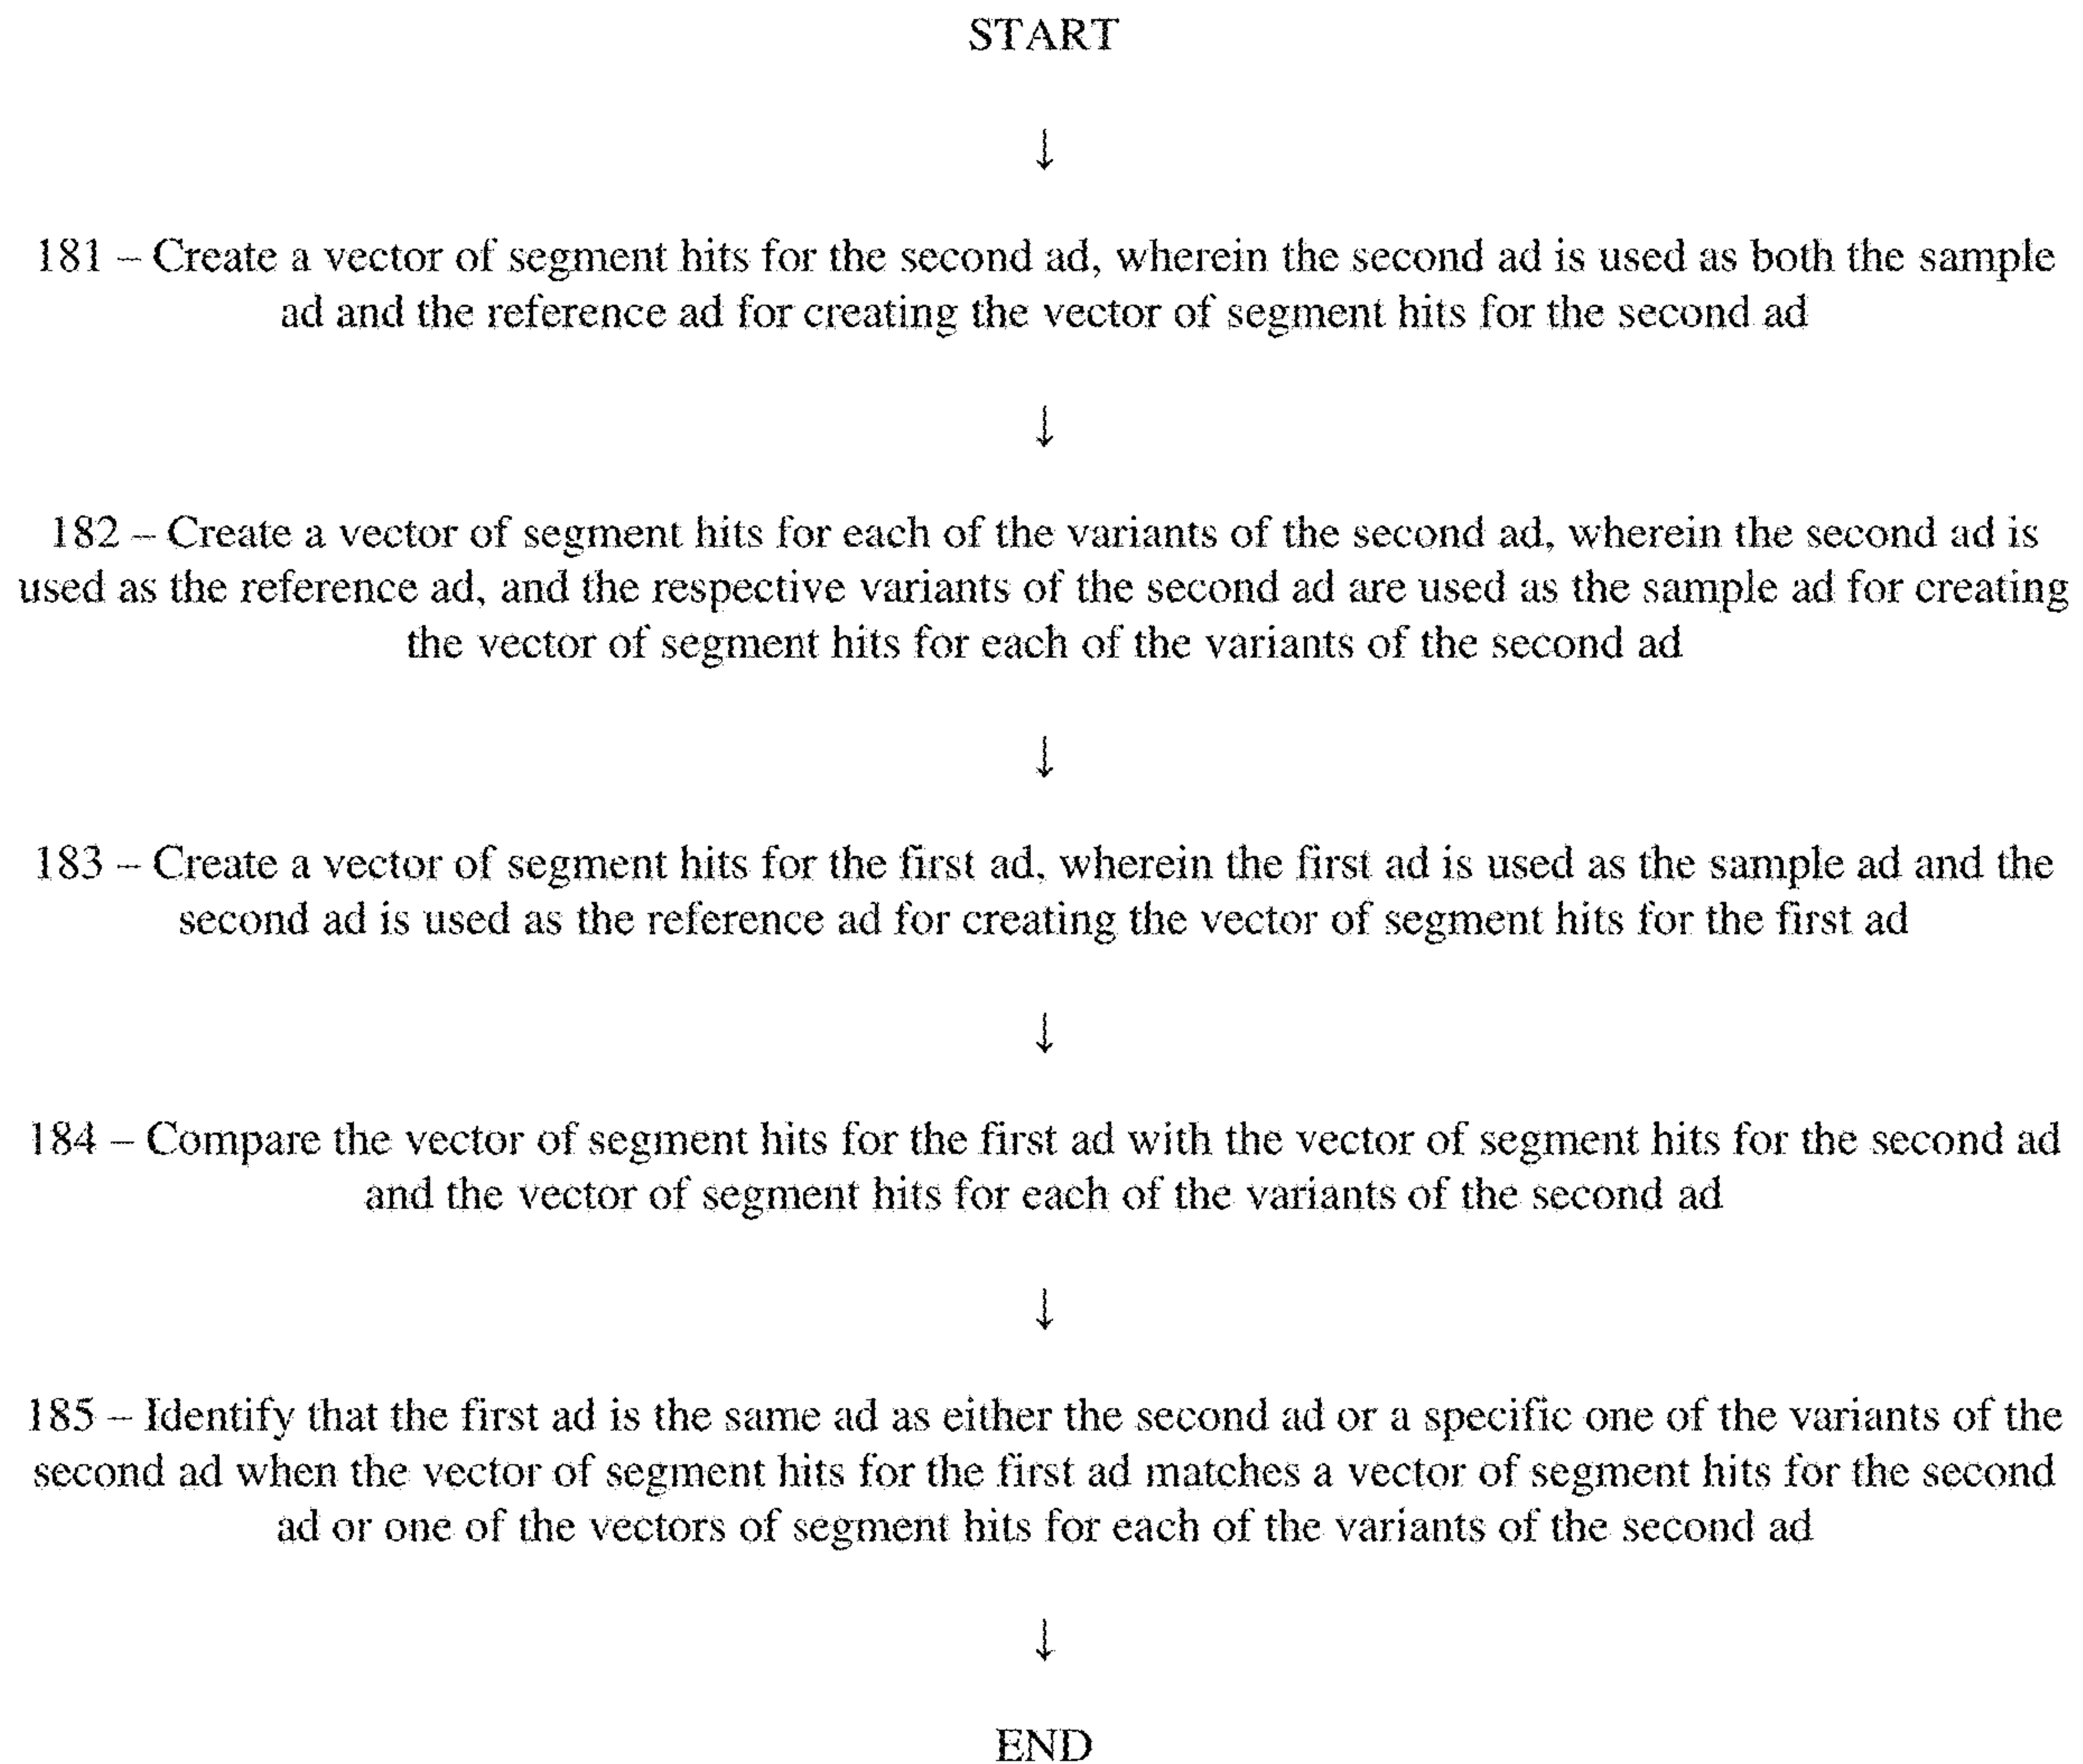 START
↓
181 – Create a vector of segment hits for the second ad, wherein the second ad is used as both the sample
ad and the reference ad for creating the vector of segment hits for the second ad
↓
182 – Create a vector of segment hits for each of the variants of the second ad, wherein the second ad is
used as the reference ad, and the respective variants of the second ad are used as the sample ad for creating
the vector of segment hits for each of the variants of the second ad
↓
183 – Create a vector of segment hits for the first ad, wherein the first ad is used as the sample ad and the
second ad is used as the reference ad for creating the vector of segment hits for the first ad
↓
184 – Compare the vector of segment hits for the first ad with the vector of segment hits for the second ad
and the vector of segment hits for each of the variants of the second ad
↓
185 – Identify that the first ad is the same ad as either the second ad or a specific one of the variants of the
second ad when the vector of segment hits for the first ad matches a vector of segment hits for the second
ad or one of the vectors of segment hits for each of the variants of the second ad
↓
END